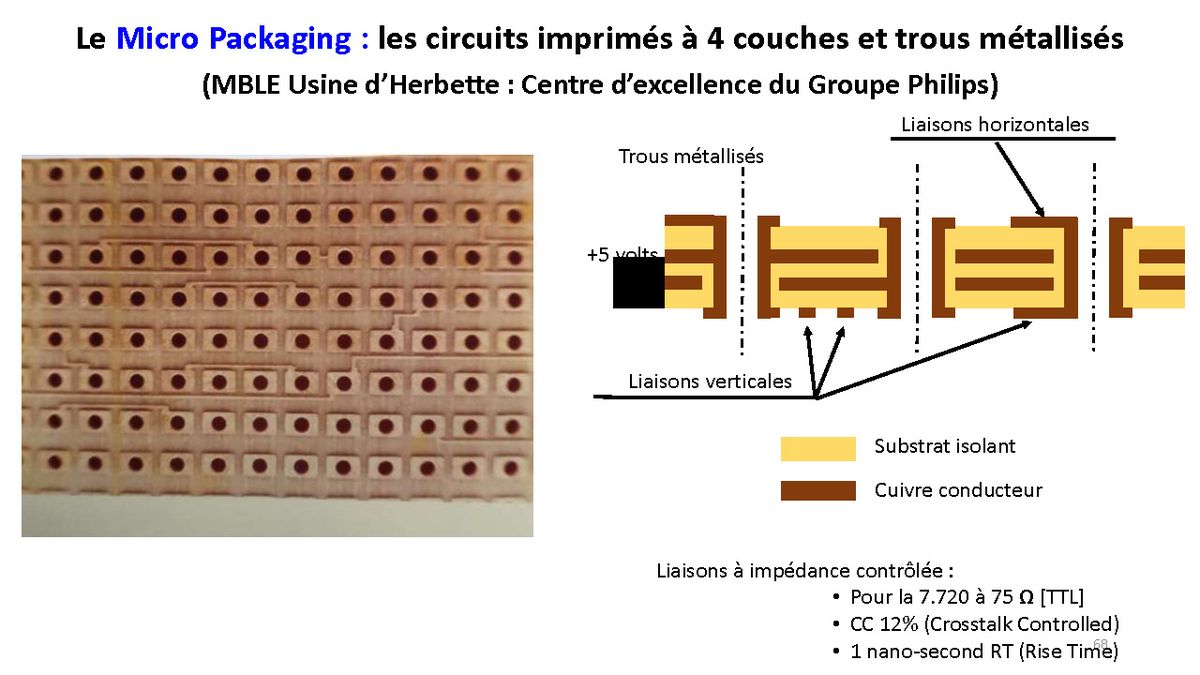 Le Micro Packaging : les circuits imprimés à 4 couches et trous métallisés
(MBLE Usine d’Herbette : Centre d’excellence du Groupe Philips)
Liaisons horizontales
Trous métallisés
+5 volts
Liaisons verticales
Substrat isolant
Cuivre conducteur
Liaisons à impédance contrôlée :
• Pour la 7.720 à 75 Ω [TTL]
• CC 12% (Crosstalk Controlled)
• 1 nano-second RT (Rise Time)
68